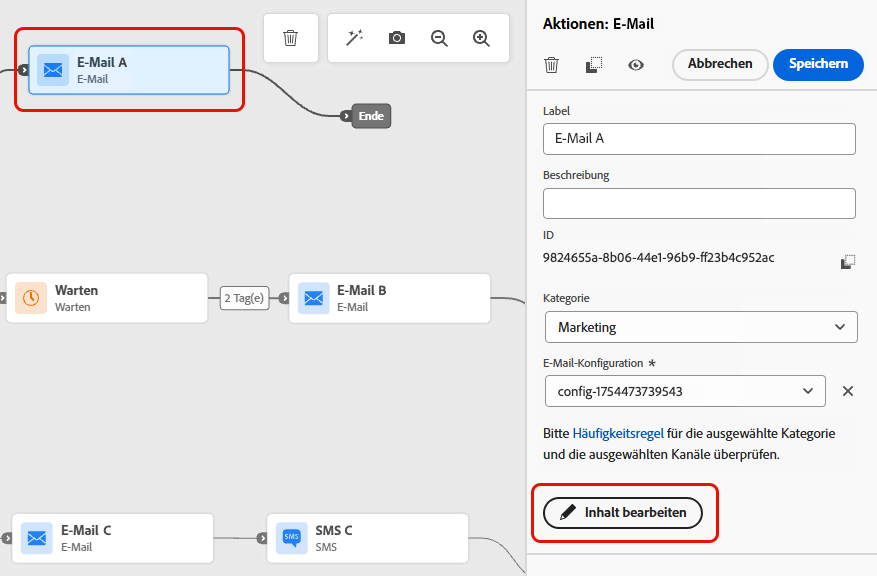 E-Mail A
E-Mail
Ende
Warten
Warten
2 Tag(e)
E-Mail B
E-Mail
E-Mail C
E-Mail
SMS
SMS C
SMS
Aktionen: E-Mail
Abbrechen
Speichern
Label
E-Mail A
Beschreibung
ID
9824655a-8b06-44e1-96b9-ff23b4c952ac
Kategorie
Marketing
E-Mail-Konfiguration *
config-1754473739543
Bitte Häufigkeitsregel für die ausgewählte Kategorie
und die ausgewählten Kanäle überprüfen.
Inhalt bearbeiten